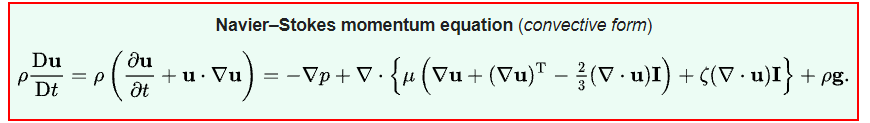 Navier–Stokes momentum equation (convective form)
ρ Du/Dt = ρ (∂u/∂t + u · ∇u) = −∇p + ∇ · {μ (∇u + (∇u)ᵀ − ⅔(∇ · u)I) + ζ(∇ · u)I} + ρg.